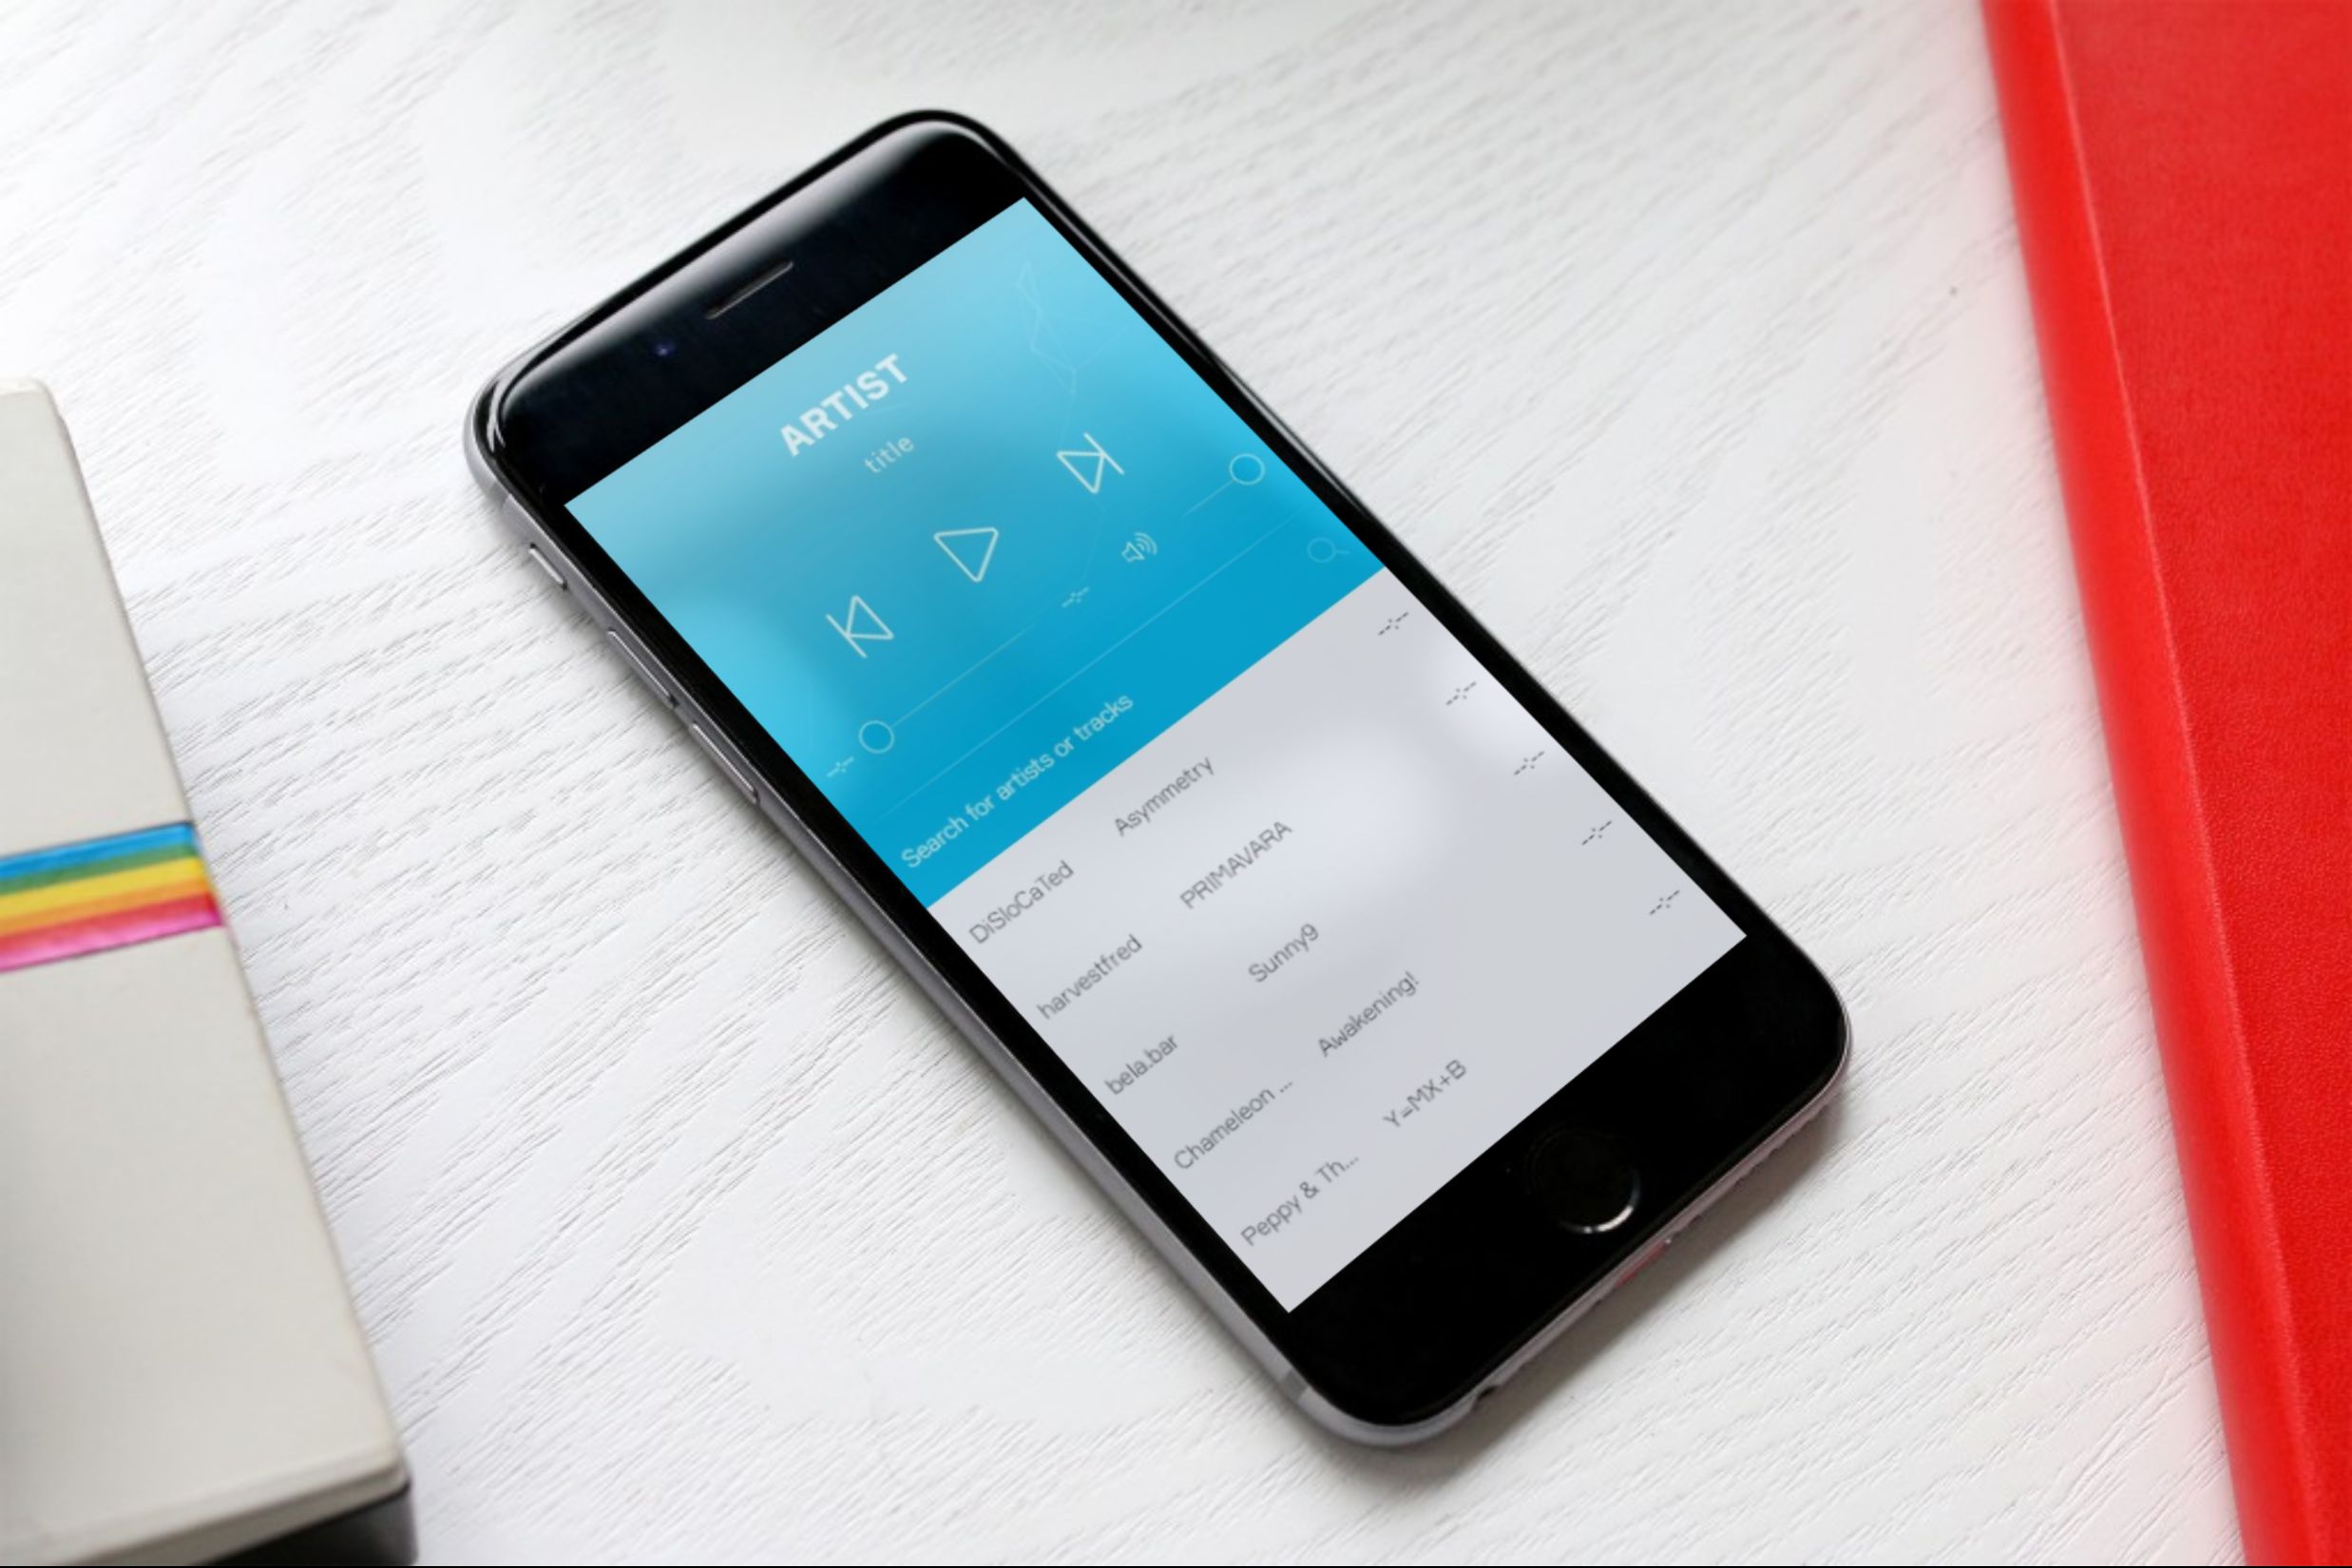 ARTIST
title
-:-- -:--
Search for artists or tracks
DiSloCaTed Asymmetry --:--
harvestfred PRIMAVARA --:--
bela.bar Sunny9 --:--
Chameleon ... Awakening! --:--
Peppy & Th... Y=MX+B --:--